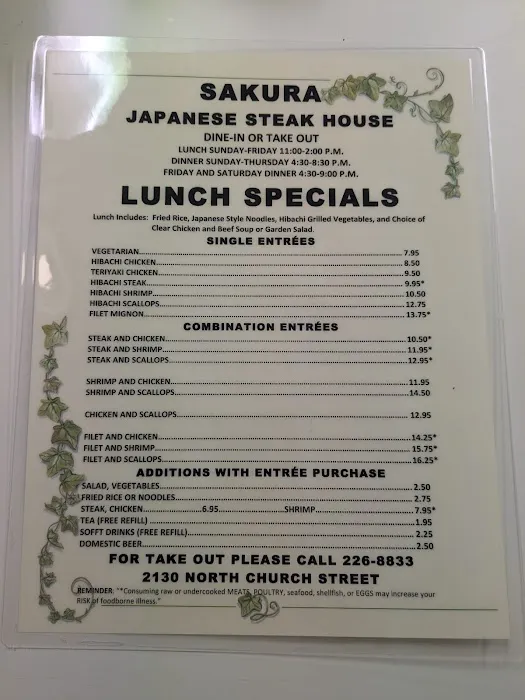 SAKURA
JAPANESE STEAK HOUSE
DINE-IN OR TAKE OUT
LUNCH SUNDAY-FRIDAY 11:00-2:00 P.M.
DINNER SUNDAY-THURSDAY 4:30-8:30 P.M.
FRIDAY AND SATURDAY DINNER 4:30-9:00 P.M.
LUNCH SPECIALS
Lunch Includes: Fried Rice, Japanese Style Noodles, Hibachi Grilled Vegetables, and Choice of
Clear Chicken and Beef Soup or Garden Salad.
SINGLE ENTRÉES
VEGETARIAN........7.95
HIBACHI CHICKEN........8.50
TERIYAKI CHICKEN........9.50
HIBACHI STEAK........9.95*
HIBACHI SHRIMP........10.50
HIBACHI SCALLOPS........12.75
FILET MIGNON........13.75*
COMBINATION ENTRÉES
STEAK AND CHICKEN........10.50*
STEAK AND SHRIMP........11.95*
STEAK AND SCALLOPS........12.95*
SHRIMP AND CHICKEN........11.95
SHRIMP AND SCALLOPS........14.50
CHICKEN AND SCALLOPS........12.95
FILET AND CHICKEN........14.25*
FILET AND SHRIMP........15.75*
FILET AND SCALLOPS........16.25*
ADDITIONS WITH ENTRÉE PURCHASE
SALAD, VEGETABLES........2.50
FRIED RICE OR NOODLES........2.75
STEAK, CHICKEN........6.95........SHRIMP........7.95*
TEA (FREE REFILL)........1.95
SOFFT DRINKS (FREE REFILL)........2.25
DOMESTIC BEER........2.50
FOR TAKE OUT PLEASE CALL 226-8833
2130 NORTH CHURCH STREET
REMINDER: "*Consuming raw or undercooked MEATS, POULTRY, seafood, shellfish, or EGGS may increase your
RISK of foodborne illness."